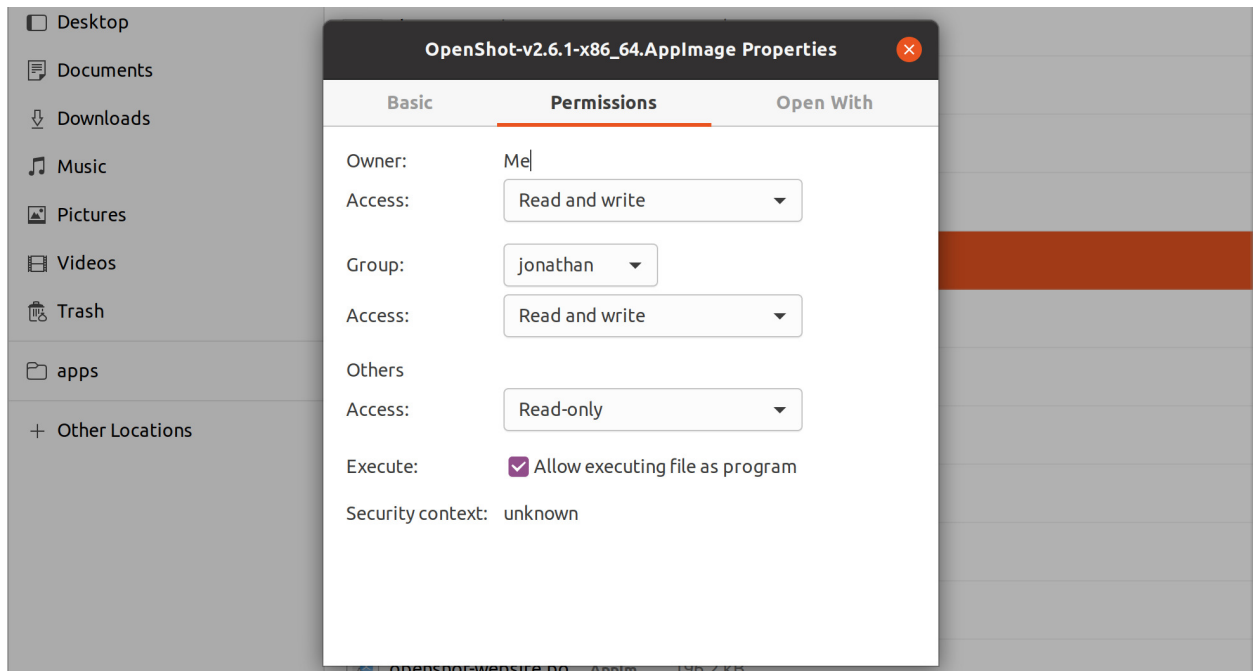 Desktop
Documents
Downloads
Music
Pictures
Videos
Trash
apps
Other Locations
OpenShot-v2.6.1-x86_64.AppImage Properties
Basic Permissions Open With
Owner: Me
Access: Read and write
Group: jonathan
Access: Read and write
Others
Access: Read-only
Execute: Allow executing file as program
Security context: unknown